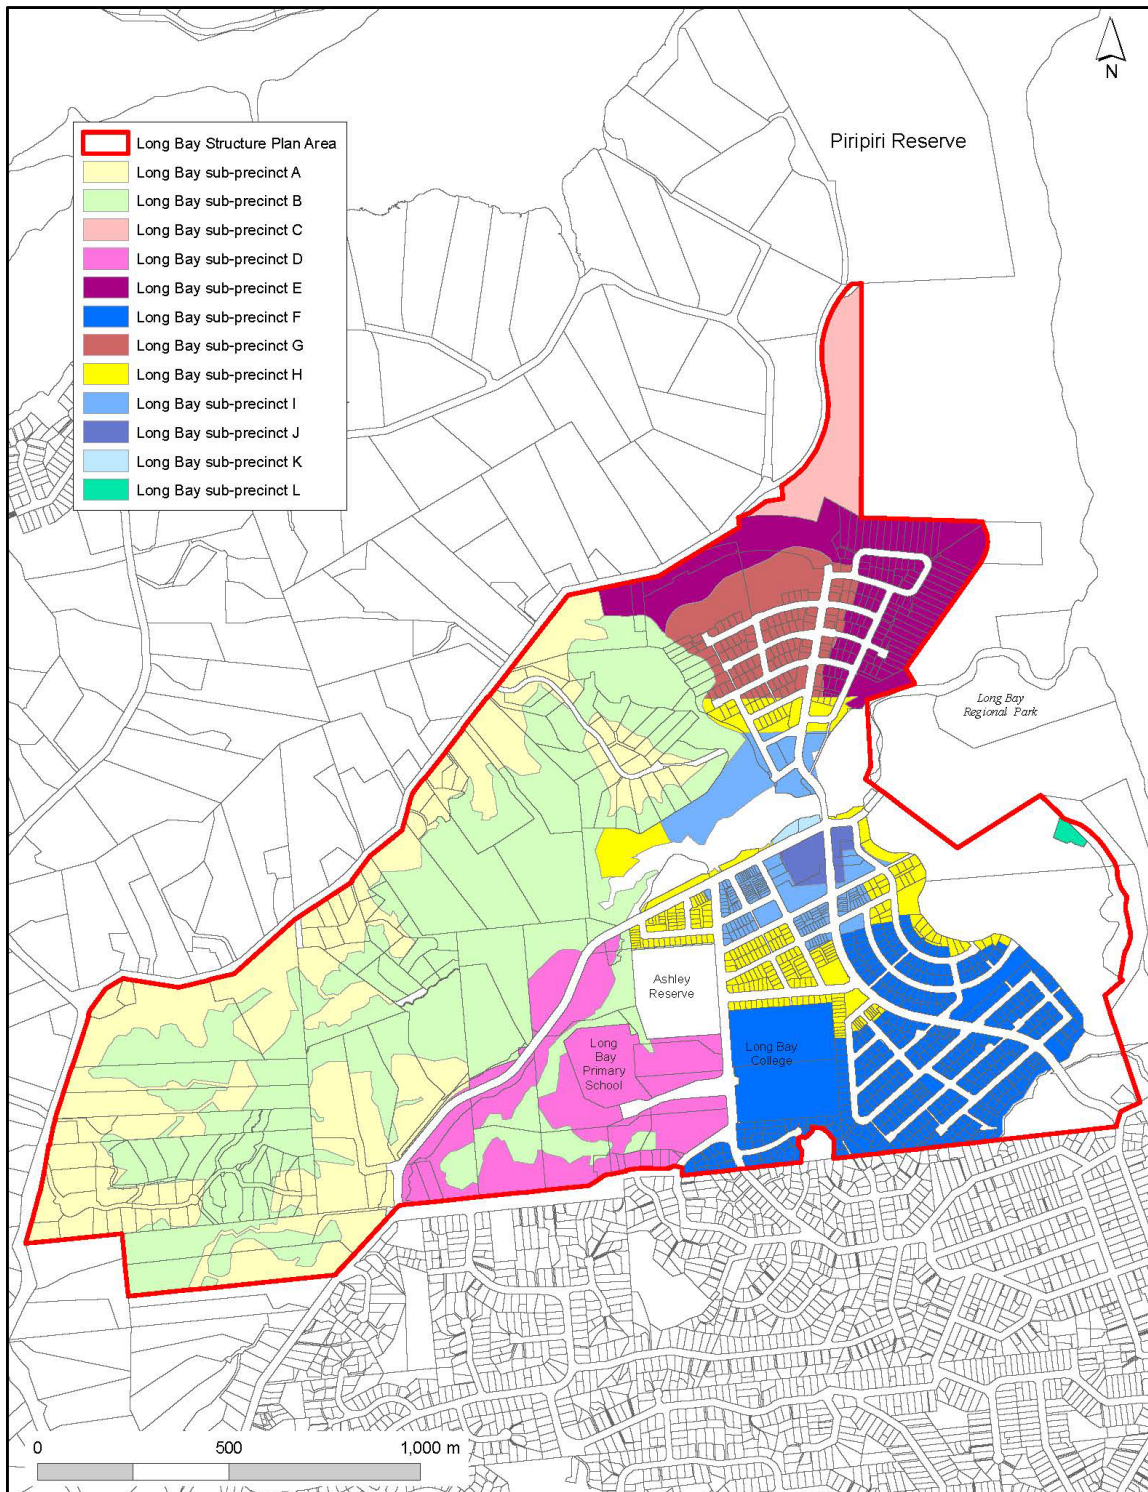 N
Piripiri Reserve
Long Bay Structure Plan Area
Long Bay sub-precinct A
Long Bay sub-precinct B
Long Bay sub-precinct C
Long Bay sub-precinct D
Long Bay sub-precinct E
Long Bay sub-precinct F
Long Bay sub-precinct G
Long Bay sub-precinct H
Long Bay sub-precinct I
Long Bay sub-precinct J
Long Bay sub-precinct K
Long Bay sub-precinct L
Long Bay
Regional Park
Ashley
Reserve
Long
Bay
Primary
School
Long Bay
College
0 500 1,000 m